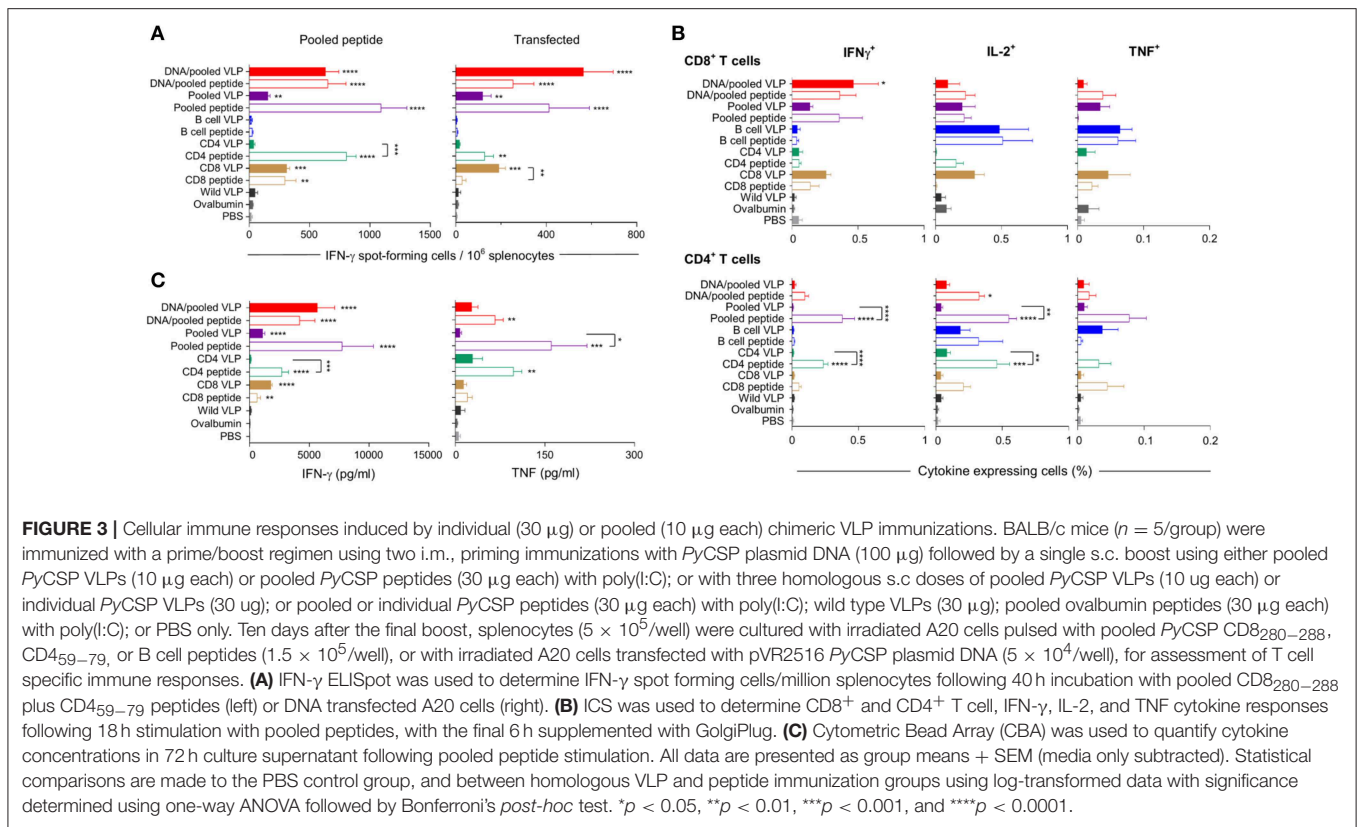 A
Pooled peptide
Transfected
DNA/pooled VLP
DNA/pooled peptide
Pooled VLP
Pooled peptide
B cell VLP
B cell peptide
CD4 VLP
CD4 peptide
CD8 VLP
CD8 peptide
Wild VLP
Ovalbumin
PBS
****
****
**
****
***
****
***
**
0 500 1000 1500
****
****
**
****
**
***
**
0 400 800
IFN-γ spot-forming cells / 10⁶ splenocytes
B
IFNγ⁺ IL-2⁺ TNF⁺
CD8⁺ T cells
DNA/pooled VLP
DNA/pooled peptide
Pooled VLP
Pooled peptide
B cell VLP
B cell peptide
CD4 VLP
CD4 peptide
CD8 VLP
CD8 peptide
Wild VLP
Ovalbumin
PBS
*
0 0.5 1 0 0.5 1 0 0.1 0.2
CD4⁺ T cells
DNA/pooled VLP
DNA/pooled peptide
Pooled VLP
Pooled peptide
B cell VLP
B cell peptide
CD4 VLP
CD4 peptide
CD8 VLP
CD8 peptide
Wild VLP
Ovalbumin
PBS
****
****
****
****
*
**
****
**
***
0 0.5 1 0 0.5 1 0 0.1 0.2
Cytokine expressing cells (%)
C
DNA/pooled VLP
DNA/pooled peptide
Pooled VLP
Pooled peptide
CD4 VLP
CD4 peptide
CD8 VLP
CD8 peptide
Wild VLP
Ovalbumin
PBS
****
****
****
****
***
****
****
**
0 5000 10000 15000
IFN-γ (pg/ml)
**
*
***
**
0 150 300
TNF (pg/ml)
FIGURE 3 | Cellular immune responses induced by individual (30 μg) or pooled (10 μg each) chimeric VLP immunizations. BALB/c mice (n = 5/group) were
immunized with a prime/boost regimen using two i.m., priming immunizations with PyCSP plasmid DNA (100 μg) followed by a single s.c. boost using either pooled
PyCSP VLPs (10 μg each) or pooled PyCSP peptides (30 μg each) with poly(I:C); or with three homologous s.c doses of pooled PyCSP VLPs (10 ug each) or
individual PyCSP VLPs (30 ug); or pooled or individual PyCSP peptides (30 μg each) with poly(I:C); wild type VLPs (30 μg); pooled ovalbumin peptides (30 μg each)
with poly(I:C); or PBS only. Ten days after the final boost, splenocytes (5 × 10⁵/well) were cultured with irradiated A20 cells pulsed with pooled PyCSP CD8₂₈₀₋₂₈₈,
CD4₅₉₋₇₉, or B cell peptides (1.5 × 10⁵/well), or with irradiated A20 cells transfected with pVR2516 PyCSP plasmid DNA (5 × 10⁴/well), for assessment of T cell
specific immune responses. (A) IFN-γ ELISpot was used to determine IFN-γ spot forming cells/million splenocytes following 40 h incubation with pooled CD8₂₈₀₋₂₈₈
plus CD4₅₉₋₇₉ peptides (left) or DNA transfected A20 cells (right). (B) ICS was used to determine CD8⁺ and CD4⁺ T cell, IFN-γ, IL-2, and TNF cytokine responses
following 18 h stimulation with pooled peptides, with the final 6 h supplemented with GolgiPlug. (C) Cytometric Bead Array (CBA) was used to quantify cytokine
concentrations in 72 h culture supernatant following pooled peptide stimulation. All data are presented as group means + SEM (media only subtracted). Statistical
comparisons are made to the PBS control group, and between homologous VLP and peptide immunization groups using log-transformed data with significance
determined using one-way ANOVA followed by Bonferroni's post-hoc test. *p < 0.05, **p < 0.01, ***p < 0.001, and ****p < 0.0001.